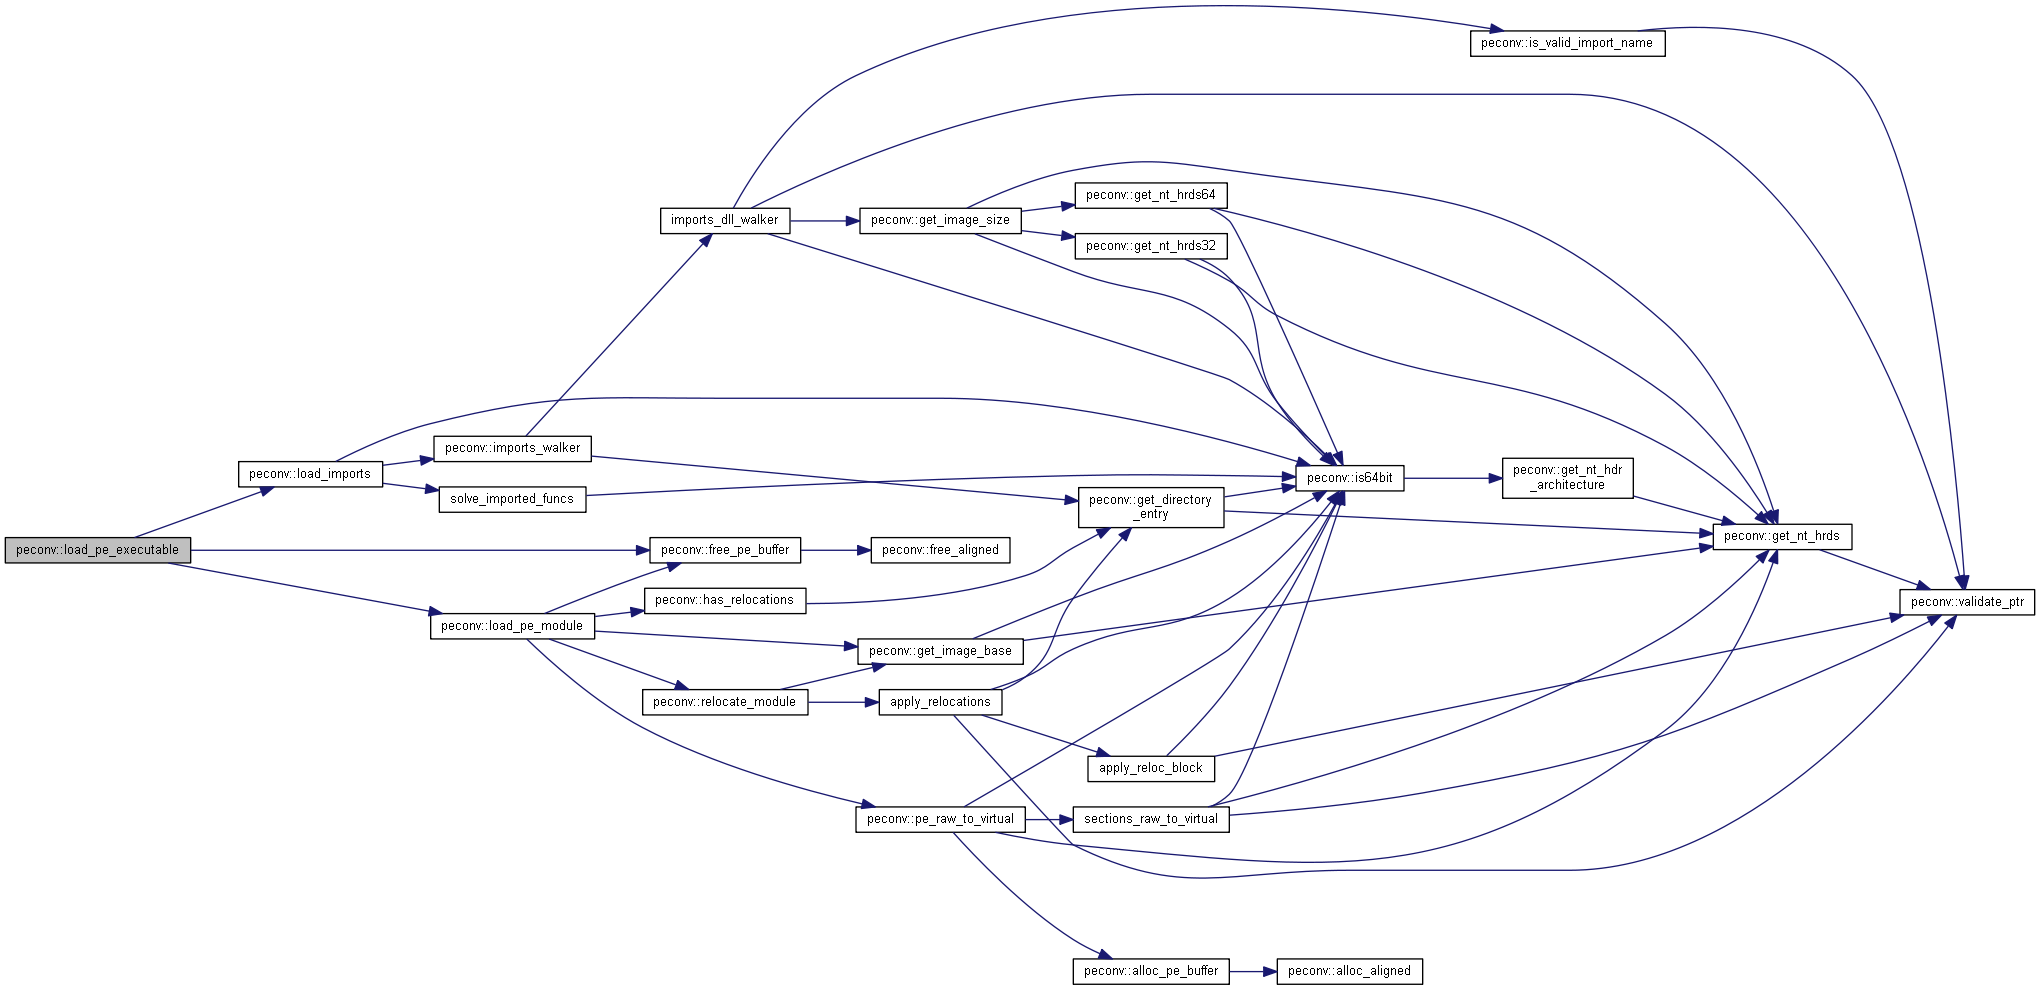 peconv::is_valid_import_name
peconv::get_nt_hrds64
imports_dll_walker
peconv::get_image_size
peconv::get_nt_hrds32
peconv::imports_walker
peconv::load_imports
peconv::is64bit
peconv::get_nt_hdr
_architecture
solve_imported_funcs
peconv::get_directory
_entry
peconv::get_nt_hrds
peconv::load_pe_executable
peconv::free_pe_buffer
peconv::free_aligned
peconv::has_relocations
peconv::validate_ptr
peconv::load_pe_module
peconv::get_image_base
peconv::relocate_module
apply_relocations
apply_reloc_block
peconv::pe_raw_to_virtual
sections_raw_to_virtual
peconv::alloc_pe_buffer
peconv::alloc_aligned